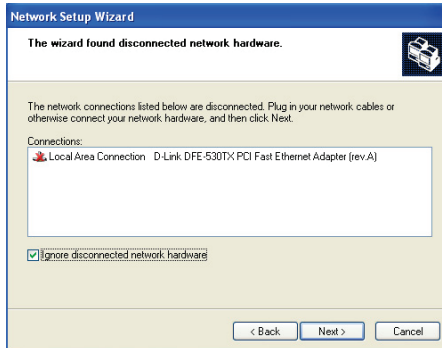 Network Setup Wizard
The wizard found disconnected network hardware.
The network connections listed below are disconnected. Plug in your network cables or
otherwise connect your network hardware, and then click Next.
Connections:
Local Area Connection D-Link DFE-530TX PCI Fast Ethernet Adapter (rev.A)
Ignore disconnected network hardware
< Back Next > Cancel